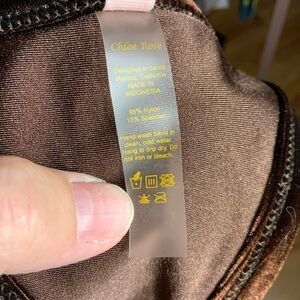 Chloe Rose
Designed in Santa
Monica, California
MADE IN
INDONESIA
85% Nylon
15% Spandex
Hand wash bikini in
clean, cold water.
Hang to drip dry. Do
not iron or bleach.